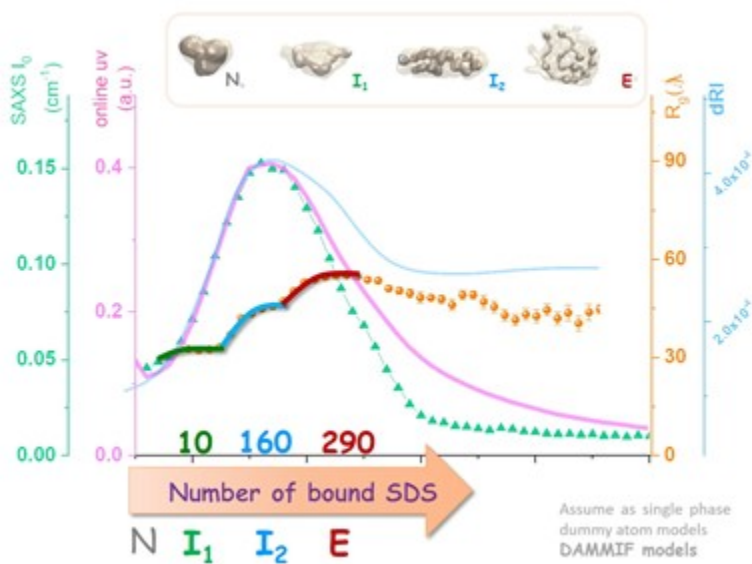 N I₁ I₂ E
SAXS I₀ (cm⁻¹)
online uv (a.u.)
Rg(Å)
dRI
0.15 0.4 90 4.0x10⁻⁴
0.10 60
0.2 2.0x10⁻⁴
0.05 30
10 160 290
0.00 0.0 0
Number of bound SDS
N I₁ I₂ E
Assume as single phase
dummy atom models
DAMMIF models